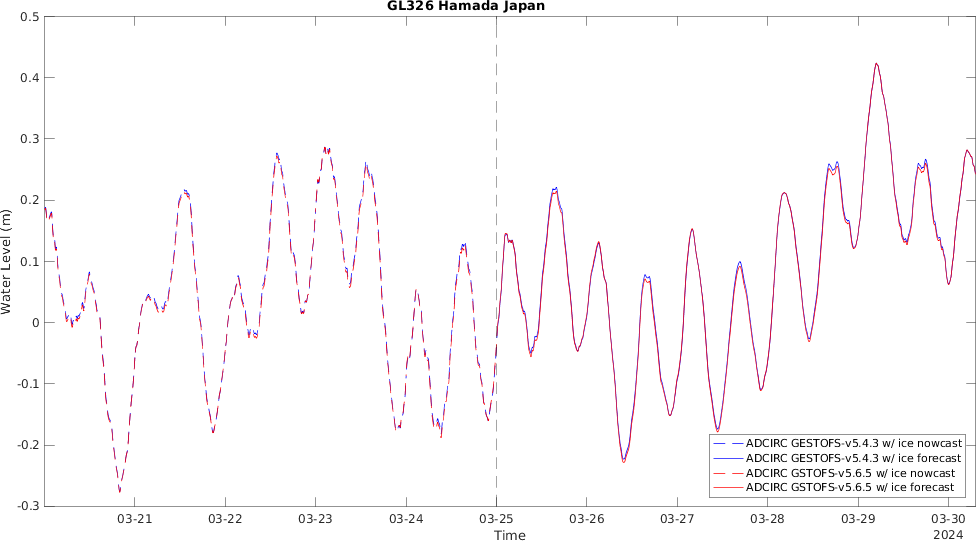 GL326 Hamada Japan
0.5
0.4
0.3
0.2
0.1
0
-0.1
-0.2
-0.3
Water Level (m)
ADCIRC GESTOFS-v5.4.3 w/ ice nowcast
ADCIRC GESTOFS-v5.4.3 w/ ice forecast
ADCIRC GSTOFS-v5.6.5 w/ ice nowcast
ADCIRC GSTOFS-v5.6.5 w/ ice forecast
03-21 03-22 03-23 03-24 03-25 03-26 03-27 03-28 03-29 03-30
Time 2024